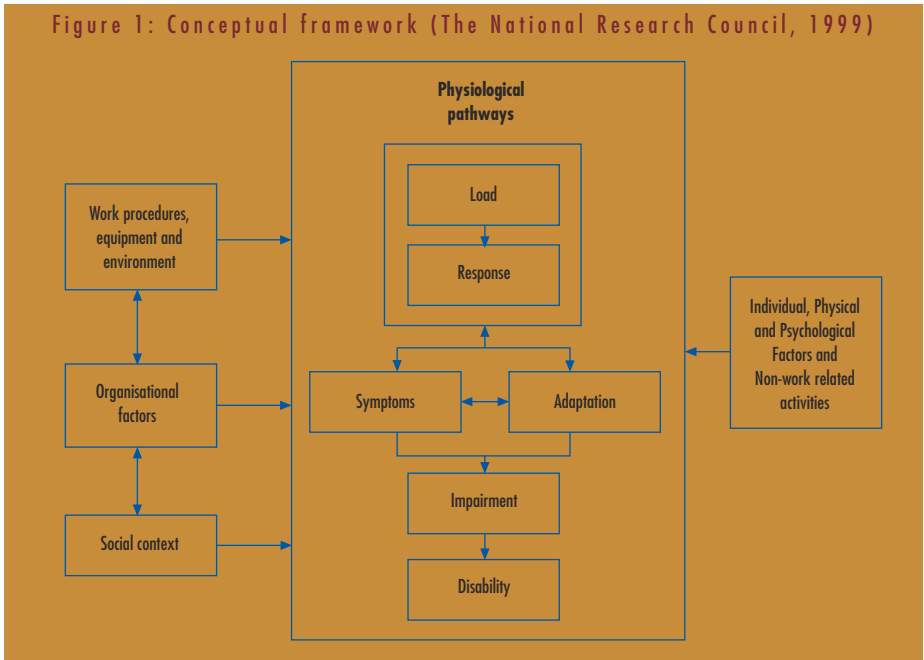 Figure 1: Conceptual framework (The National Research Council, 1999)
Physiological
pathways
Load
Response
Work procedures,
equipment and
environment
Organisational
factors
Social context
Symptoms
Adaptation
Impairment
Disability
Individual, Physical
and Psychological
Factors and
Non-work related
activities